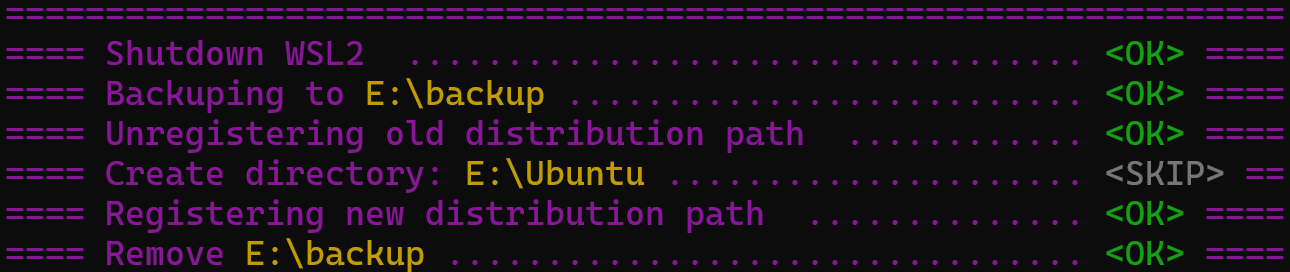 ================================================================
==== Shutdown WSL2  .................................. <OK> ====
==== Backuping to E:\backup .......................... <OK> ====
==== Unregistering old distribution path  ............ <OK> ====
==== Create directory: E:\Ubuntu ..................... <SKIP> ==
==== Registering new distribution path  .............. <OK> ====
==== Remove E:\backup ................................ <OK> ====